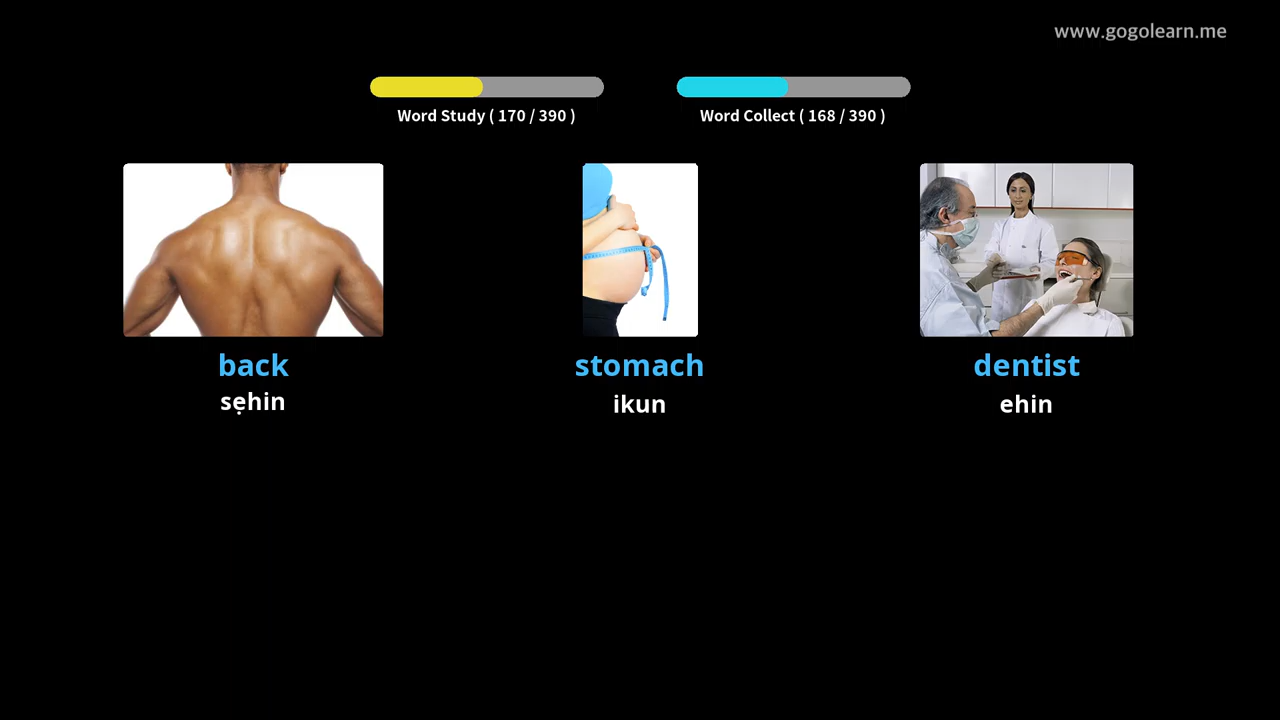 www.gogolearn.me
Word Study ( 170 / 390 )
Word Collect ( 168 / 390 )
back
sẹhin
stomach
ikun
dentist
ehin